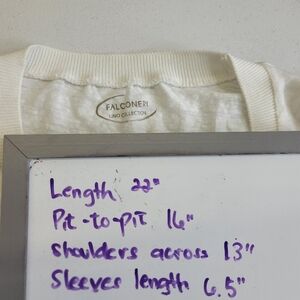 FALCONERI
LINO COLLECTION
Length 22"
Pit-to-pit 16"
Shoulders across 13"
Sleeves length 6.5"